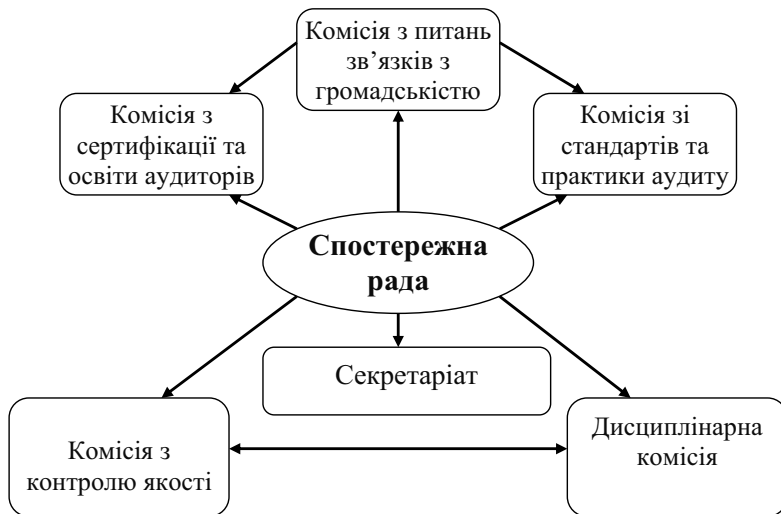 Комісія з питань
зв’язків з
громадськістю
Комісія з
сертифікації та
освіти аудиторів
Комісія зі
стандартів та
практики аудиту
Спостережна
рада
Секретаріат
Комісія з
контролю якості
Дисциплінарна
комісія